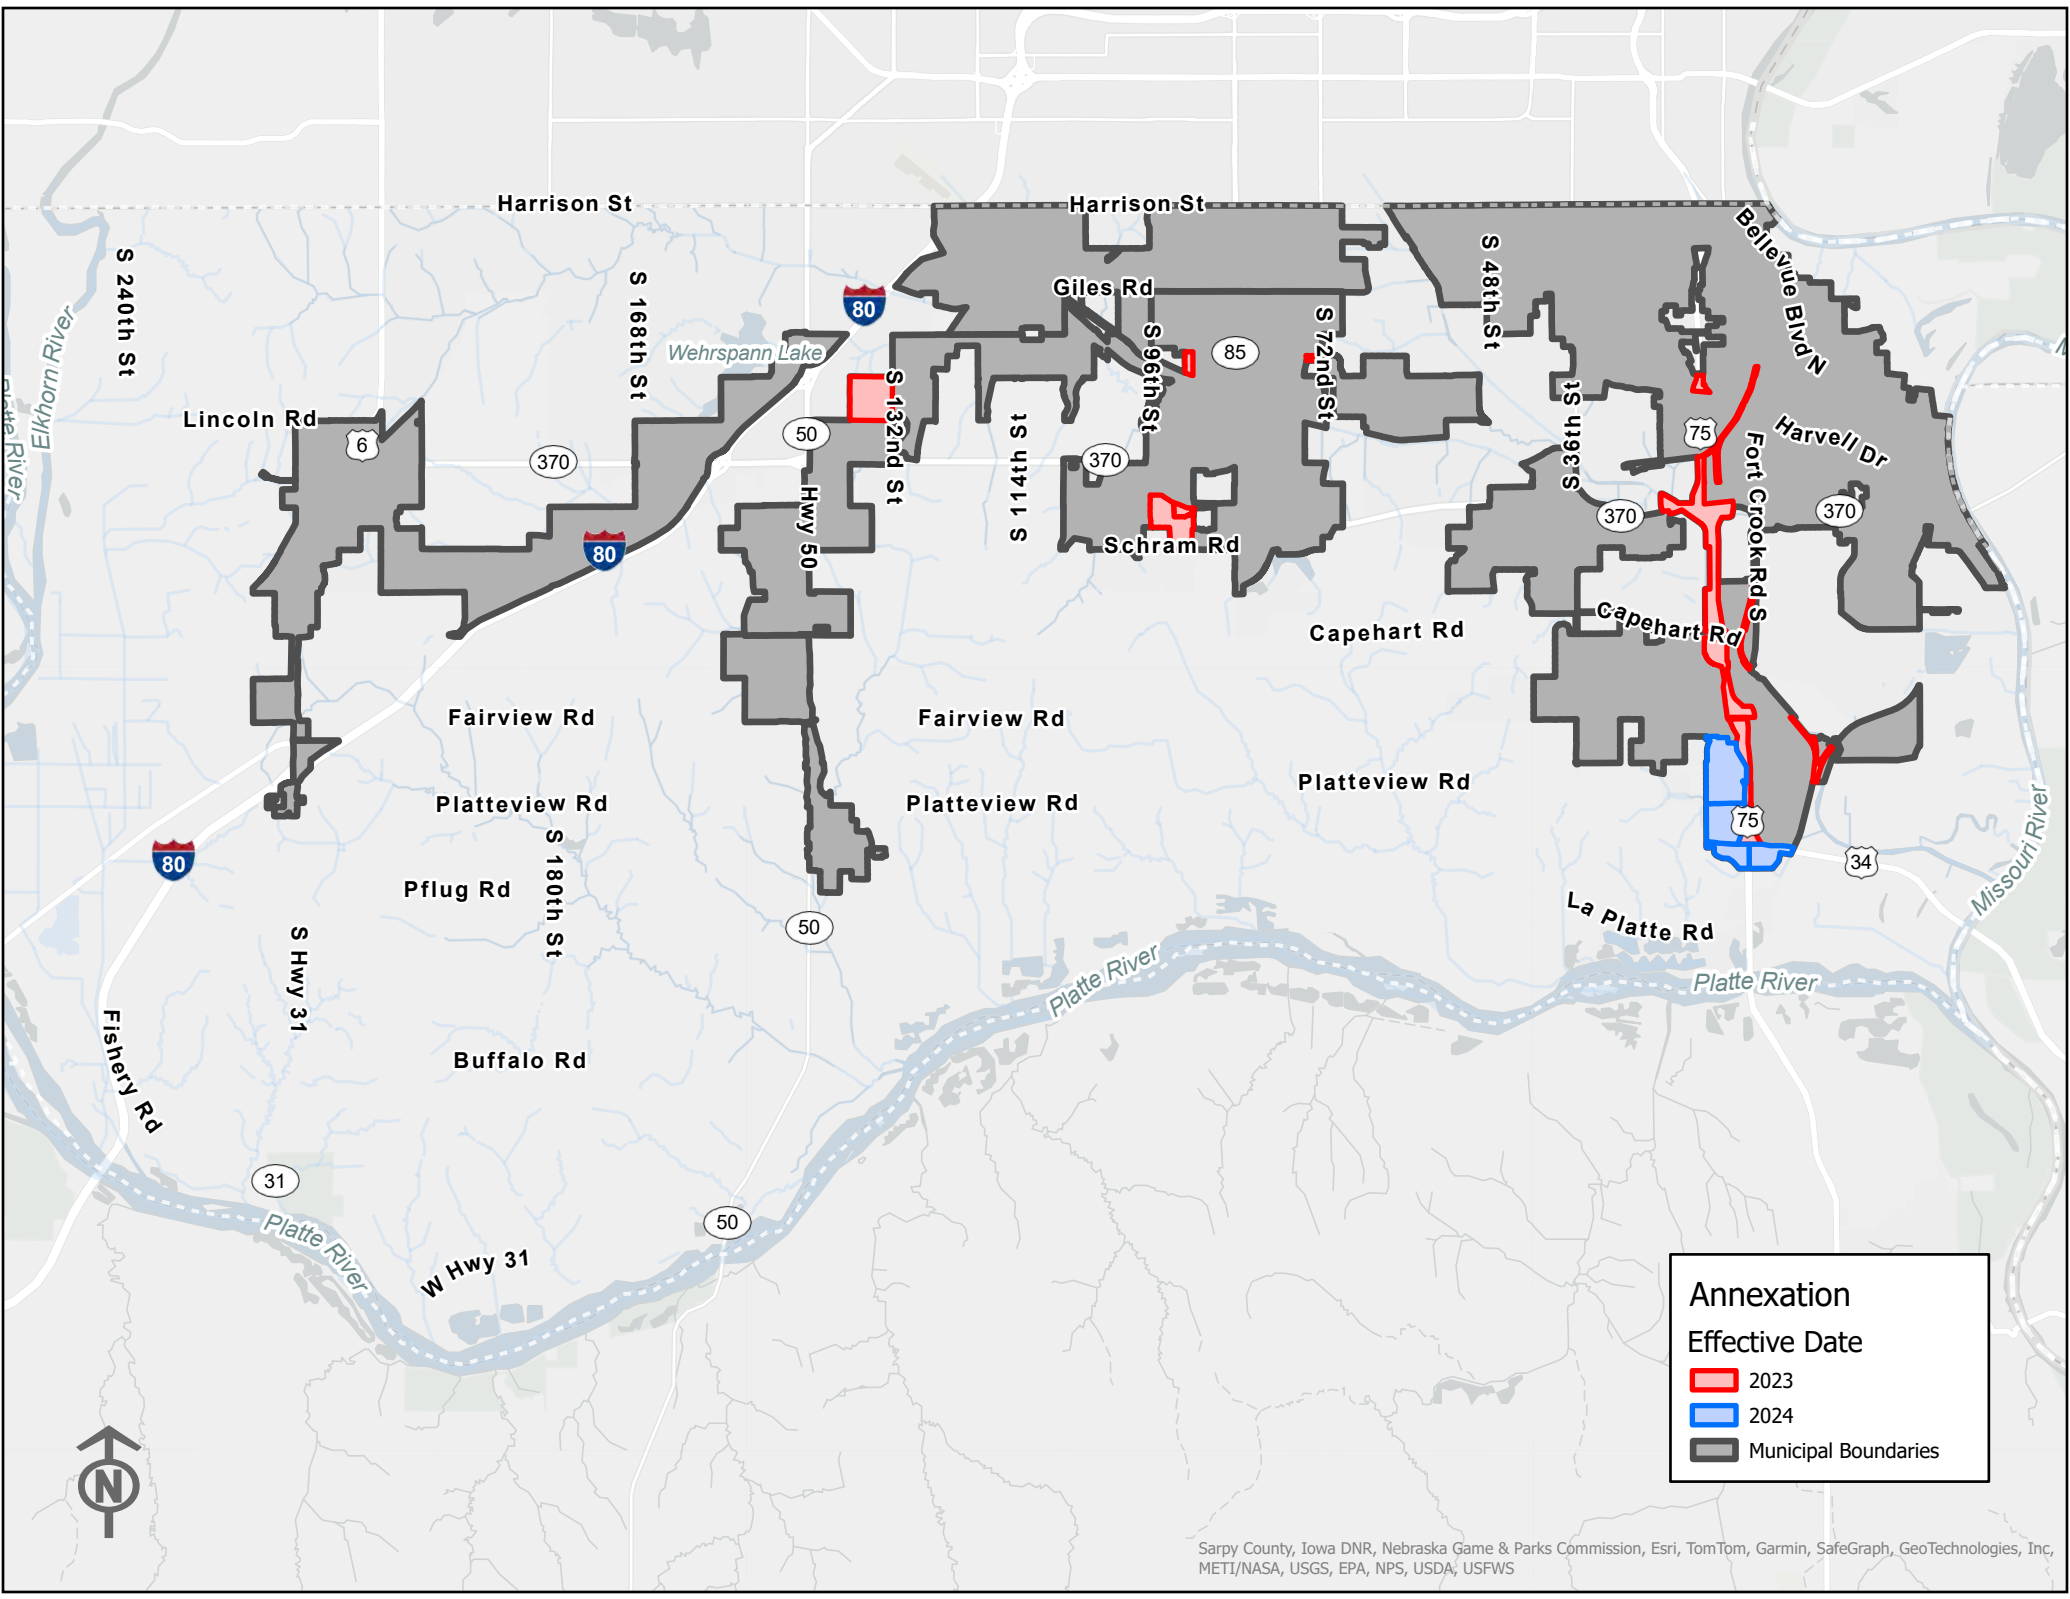 Harrison St
Harrison St
Bellevue Blvd N
S 240th St
S 168th St
S 48th St
Giles Rd
80
S 72nd St
S 96th St
85
Elkhorn River
Wehrspann Lake
Platte River
Lincoln Rd
6
370
50
S 132nd St
S 114th St
370
S 36th St
75
Fort Crook Rd S
Harvell Dr
Hwy 50
370
370
80
Schram Rd
Capehart Rd
Capehart Rd
Fairview Rd
Fairview Rd
Platteview Rd
Platteview Rd
Platteview Rd
S 180th St
75
80
34
Missouri River
Pflug Rd
50
La Platte Rd
S Hwy 31
Platte River
Platte River
Fishery Rd
Buffalo Rd
31
50
Platte River
W Hwy 31
Annexation
Effective Date
2023
2024
Municipal Boundaries
N
Sarpy County, Iowa DNR, Nebraska Game & Parks Commission, Esri, TomTom, Garmin, SafeGraph, GeoTechnologies, Inc,
METI/NASA, USGS, EPA, NPS, USDA, USFWS